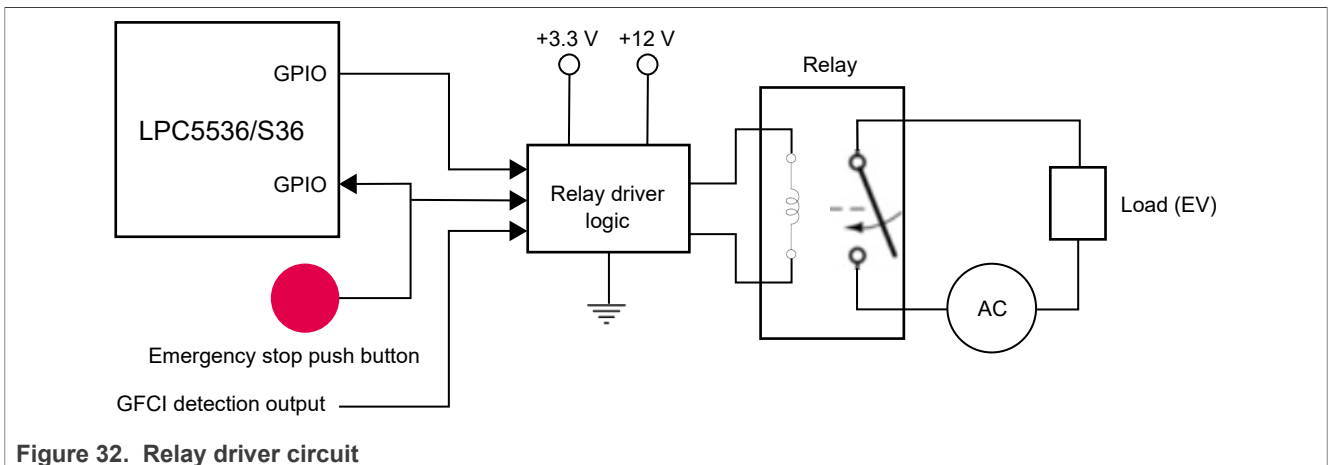 +3.3 V
+12 V
GPIO
Relay
LPC5536/S36
GPIO
Relay driver
logic
Load (EV)
AC
Emergency stop push button
GFCI detection output
Figure 32. Relay driver circuit